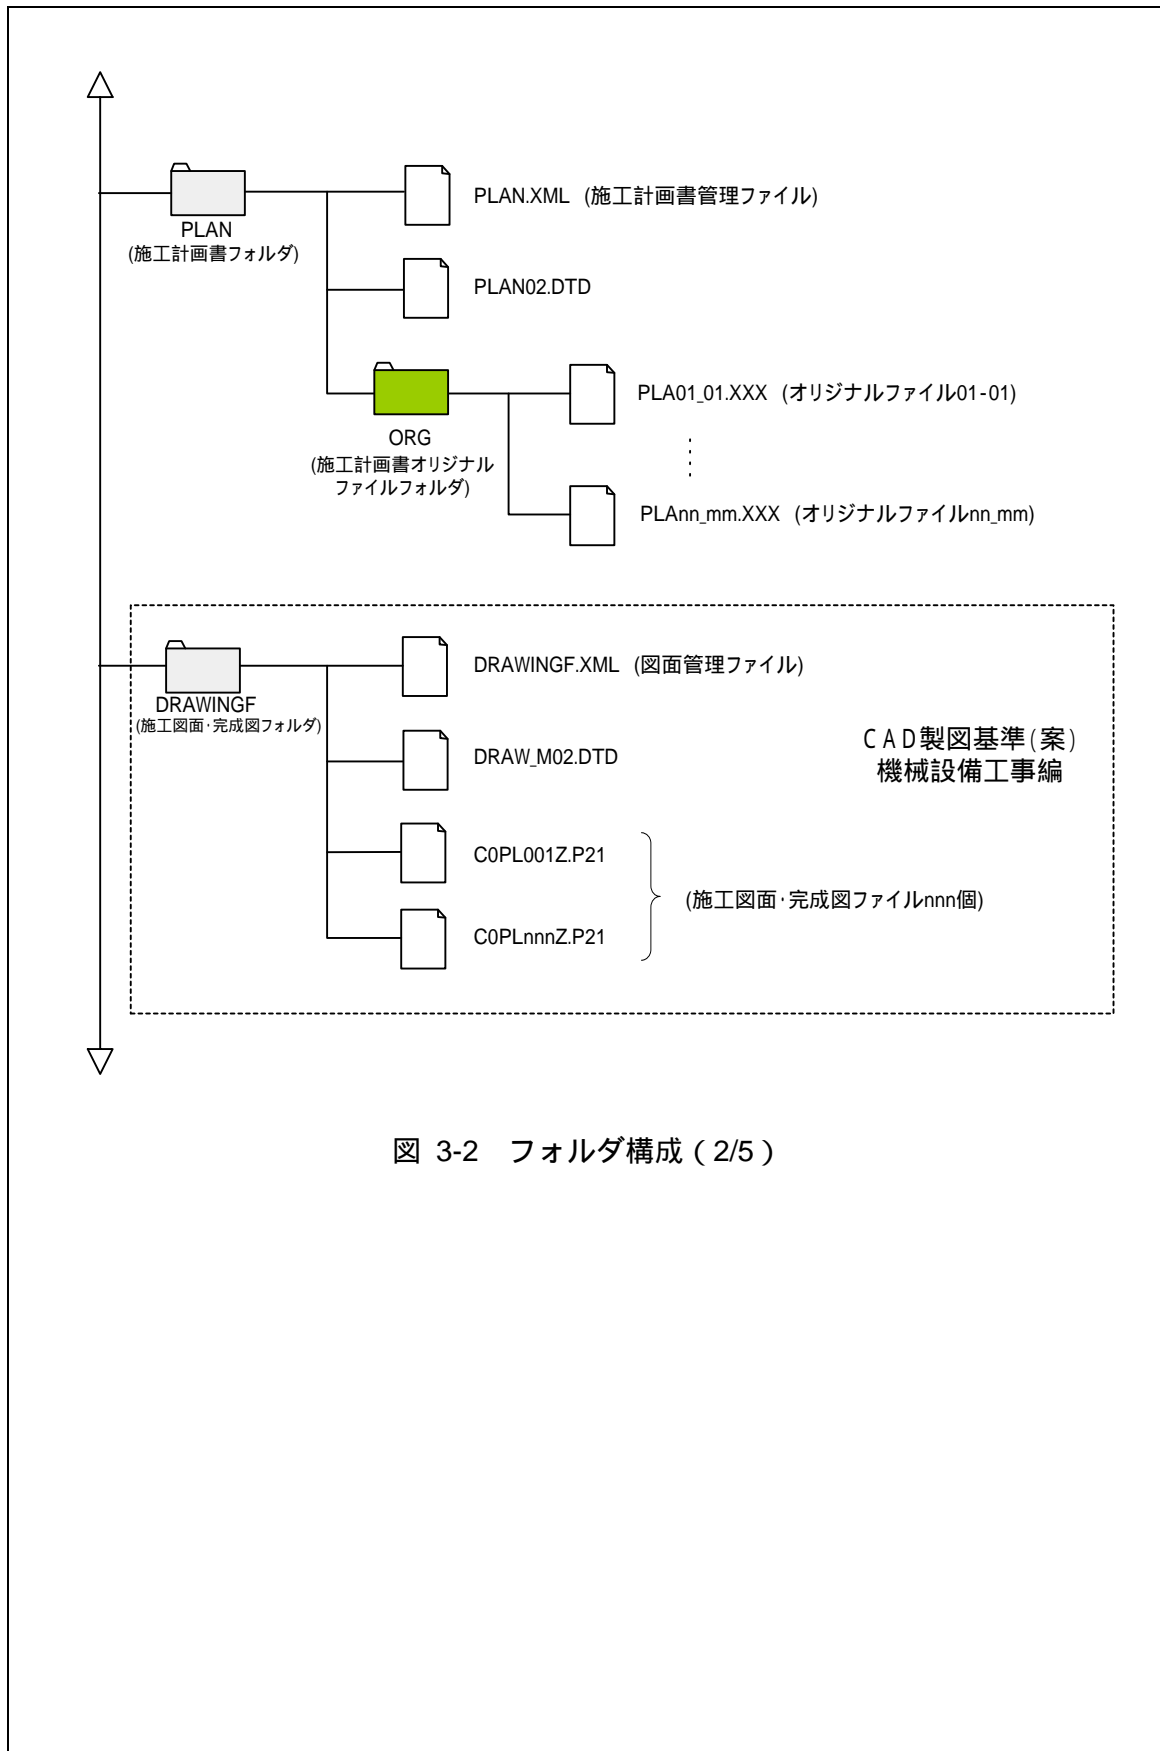 PLAN.XML (施工計画書管理ファイル)
PLAN
(施工計画書フォルダ)
PLAN02.DTD
PLA01_01.XXX (オリジナルファイル01-01)
ORG
(施工計画書オリジナル
ファイルフォルダ)
PLAnn_mm.XXX (オリジナルファイルnn_mm)
DRAWINGF.XML (図面管理ファイル)
DRAWINGF
(施工図面・完成図フォルダ)
CAD製図基準(案)
機械設備工事編
DRAW_M02.DTD
C0PL001Z.P21
(施工図面・完成図ファイルnnn個)
C0PLnnnZ.P21
図 3-2 フォルダ構成(2/5)